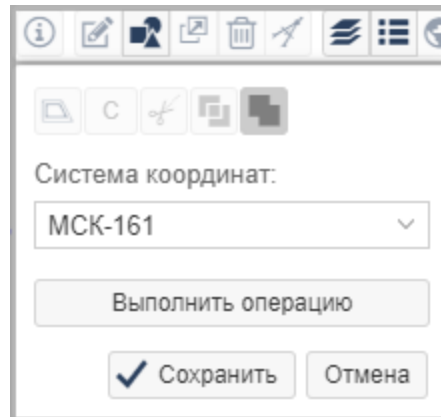 C
Система координат:
МСК-161
Выполнить операцию
Сохранить Отмена